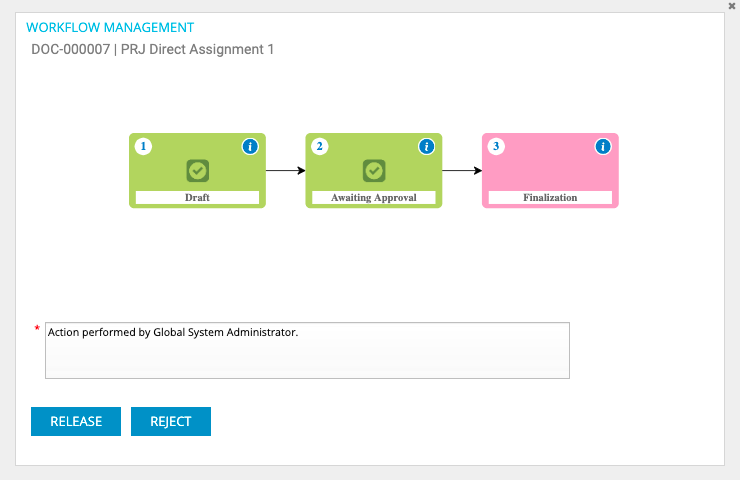 WORKFLOW MANAGEMENT
DOC-000007 | PRJ Direct Assignment 1
1 i 2 i 3 i
Draft Awaiting Approval Finalization
* Action performed by Global System Administrator.
RELEASE REJECT